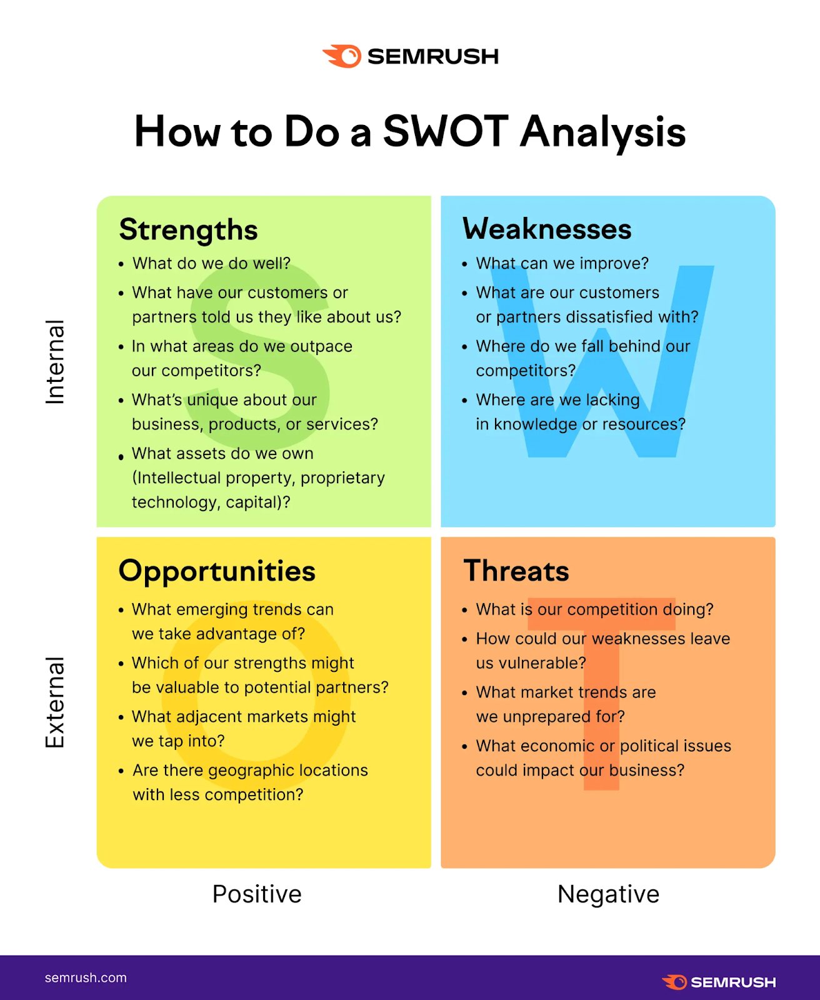 SEMRUSH
How to Do a SWOT Analysis
Internal
Strengths
• What do we do well?
• What have our customers or
partners told us they like about us?
• In what areas do we outpace
our competitors?
• What’s unique about our
business, products, or services?
• What assets do we own
(Intellectual property, proprietary
technology, capital)?
S
Weaknesses
• What can we improve?
• What are our customers
or partners dissatisfied with?
• Where do we fall behind our
competitors?
• Where are we lacking
in knowledge or resources?
W
External
Opportunities
• What emerging trends can
we take advantage of?
• Which of our strengths might
be valuable to potential partners?
• What adjacent markets might
we tap into?
• Are there geographic locations
with less competition?
O
Threats
• What is our competition doing?
• How could our weaknesses leave
us vulnerable?
• What market trends are
we unprepared for?
• What economic or political issues
could impact our business?
T
Positive
Negative
semrush.com
SEMRUSH